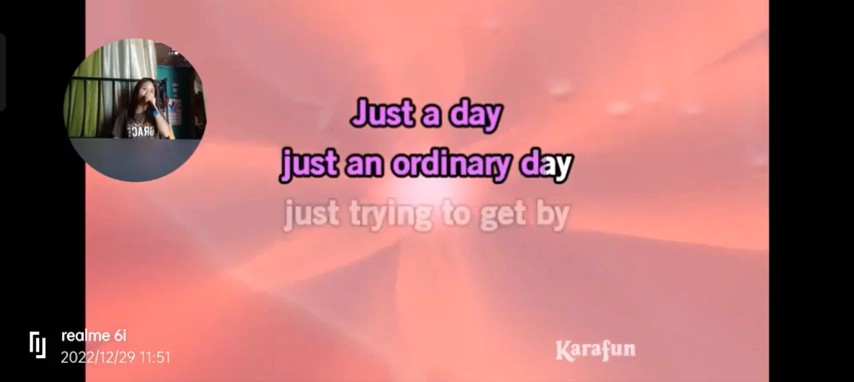 Just a day
just an ordinary day
just trying to get by
GRACE
realme 6i
2022/12/29 11:51
Karafun